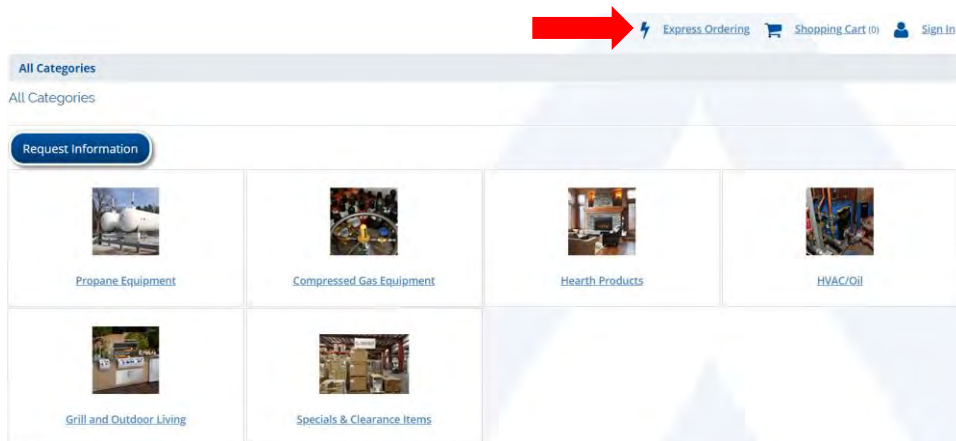 Express Ordering Shopping Cart (0) Sign In
All Categories
All Categories
Request Information
Propane Equipment
Compressed Gas Equipment
Hearth Products
HVAC/Oil
Grill and Outdoor Living
Specials & Clearance Items